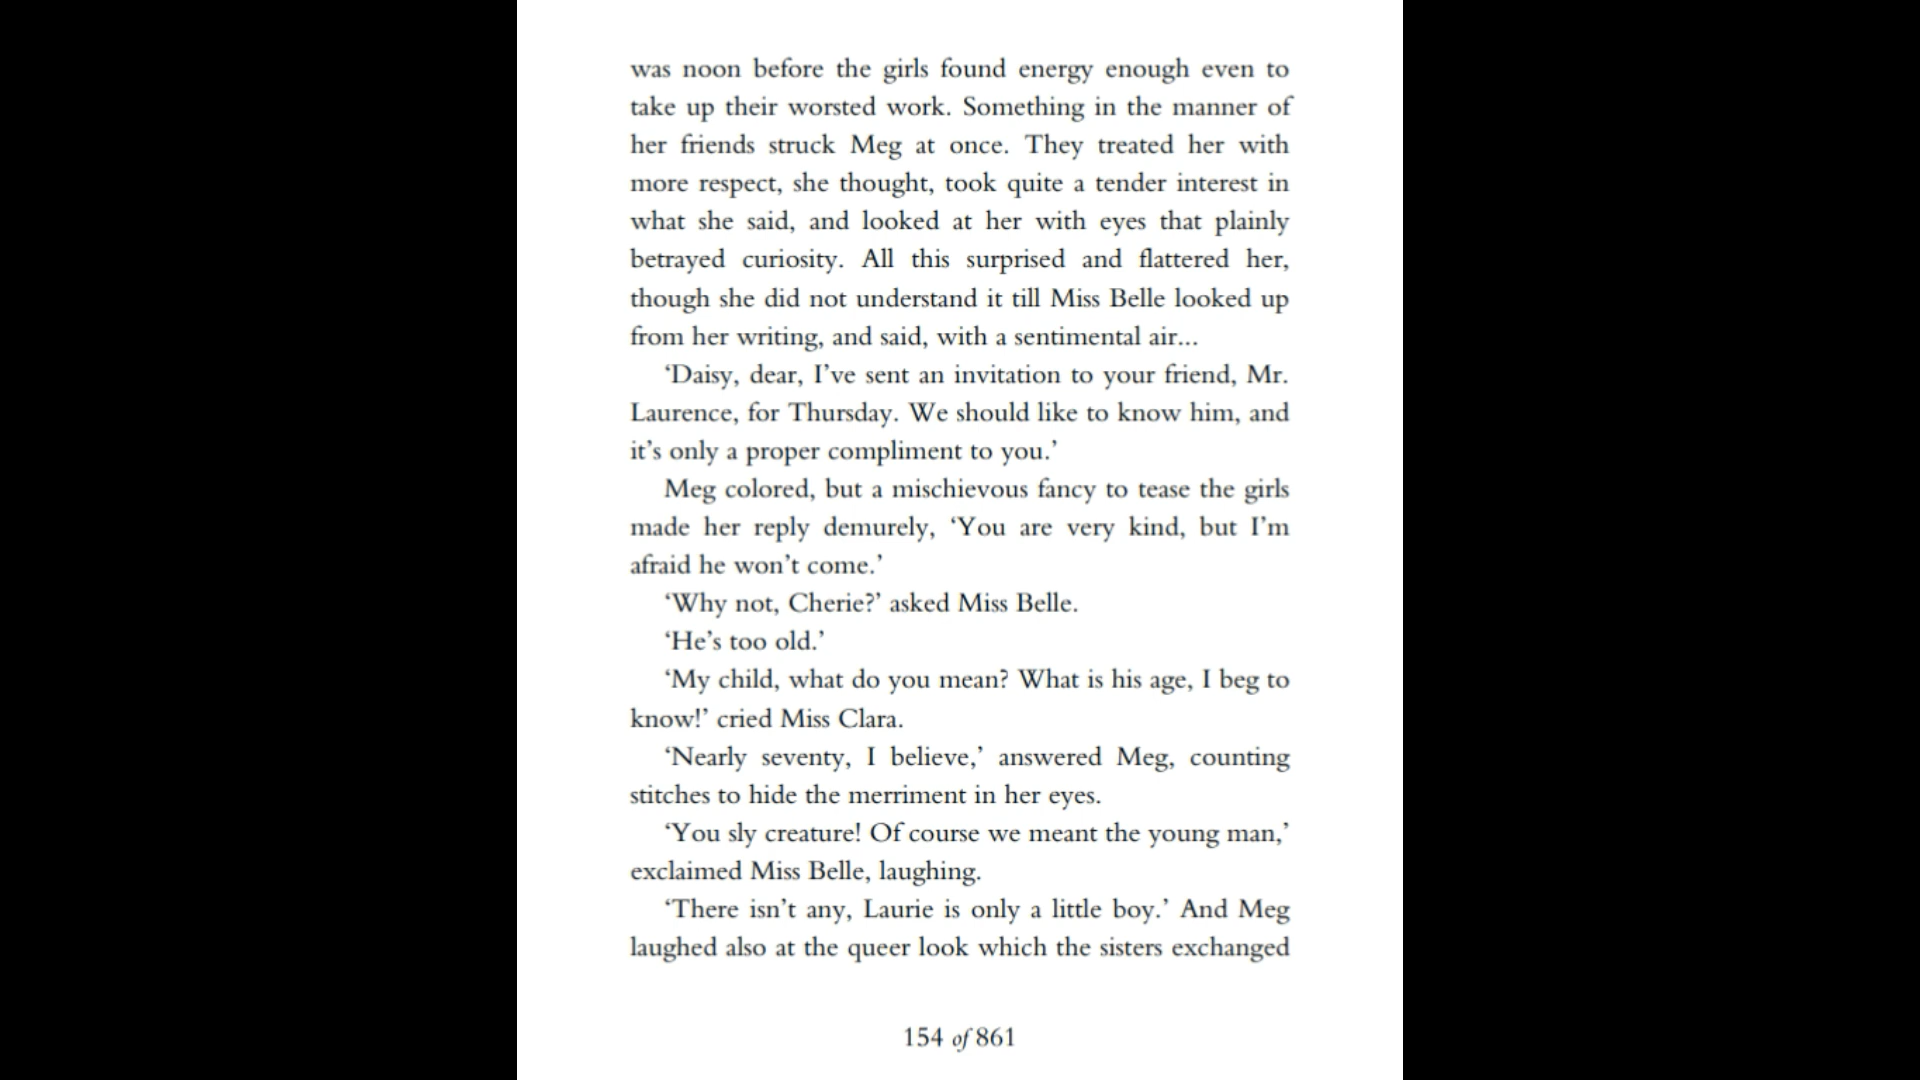 was noon before the girls found energy enough even to
take up their worsted work. Something in the manner of
her friends struck Meg at once. They treated her with
more respect, she thought, took quite a tender interest in
what she said, and looked at her with eyes that plainly
betrayed curiosity. All this surprised and flattered her,
though she did not understand it till Miss Belle looked up
from her writing, and said, with a sentimental air...
‘Daisy, dear, I’ve sent an invitation to your friend, Mr.
Laurence, for Thursday. We should like to know him, and
it’s only a proper compliment to you.’
Meg colored, but a mischievous fancy to tease the girls
made her reply demurely, ‘You are very kind, but I’m
afraid he won’t come.’
‘Why not, Cherie?’ asked Miss Belle.
‘He’s too old.’
‘My child, what do you mean? What is his age, I beg to
know!’ cried Miss Clara.
‘Nearly seventy, I believe,’ answered Meg, counting
stitches to hide the merriment in her eyes.
‘You sly creature! Of course we meant the young man,’
exclaimed Miss Belle, laughing.
‘There isn’t any, Laurie is only a little boy.’ And Meg
laughed also at the queer look which the sisters exchanged
154 of 861